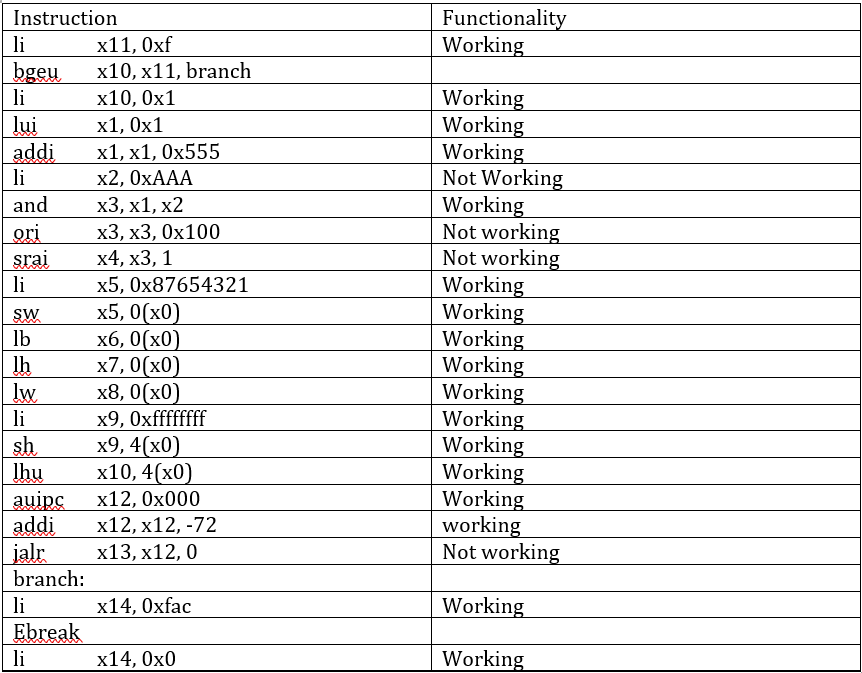 Instruction Functionality
li x11, 0xf Working
bgeu x10, x11, branch
li x10, 0x1 Working
lui x1, 0x1 Working
addi x1, x1, 0x555 Working
li x2, 0xAAA Not Working
and x3, x1, x2 Working
ori x3, x3, 0x100 Not working
srai x4, x3, 1 Not working
li x5, 0x87654321 Working
sw x5, 0(x0) Working
lb x6, 0(x0) Working
lh x7, 0(x0) Working
lw x8, 0(x0) Working
li x9, 0xffffffff Working
sh x9, 4(x0) Working
lhu x10, 4(x0) Working
auipc x12, 0x000 Working
addi x12, x12, -72 working
jalr x13, x12, 0 Not working
branch:
li x14, 0xfac Working
Ebreak
li x14, 0x0 Working